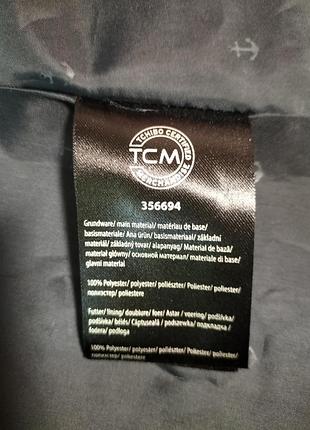 TCHIBO CERTIFIED
TCM
MERCHANDISE
356694
Grundware/ main material/ matériau de base/
basismateriale/ Ana ürün/ basismateriaal/ základní
materiál/ základný tovar/ alapanyag/ Material de bază/
materiał główny/ основной материал/ materiale di base/
glavni material
100% Polyester/ polyester/ poliészter/ Poliester/ poliester/
полиэстер/ poliestere
Futter/ lining/ doublure/ foer/ Astar/ voering/ podšívka/
podšívka/ bélés/ Căptuseală/ podszewka/ подкладка/
fodera/ podloga
100% Polyester/ polyester/ poliészter/ Poliester/ poliester/
полиэстер/ poliestere